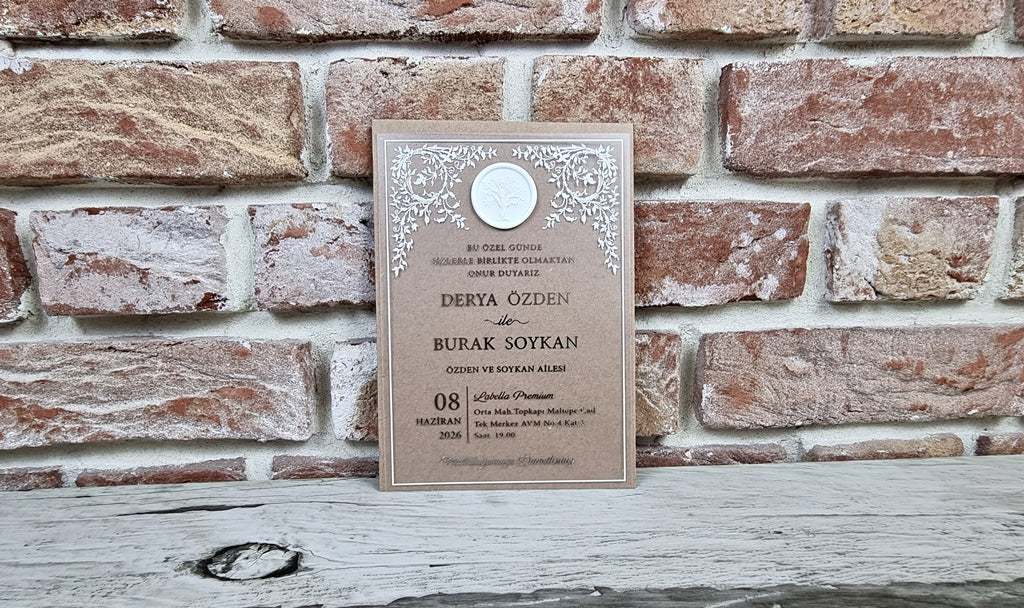 BU ÖZEL GÜNDE
SİZLERLE BİRLİKTE OLMAKTAN
ONUR DUYARIZ
DERYA ÖZDEN
ile
BURAK SOYKAN
ÖZDEN VE SOYKAN AİLESİ
08
HAZİRAN
2026
Labella Premium
Orta Mah.Topkapı Maltepe Cad
Tek Merkez AVM No:4 Kat:3
Saat: 19.00